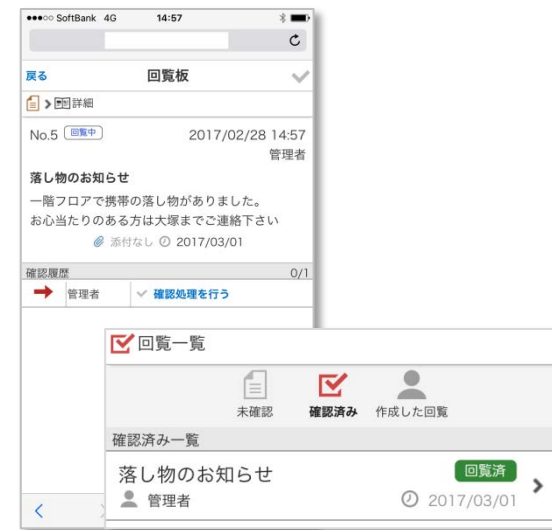 SoftBank 4G 14:57
戻る 回覧板
詳細
No.5 回覧中 2017/02/28 14:57
管理者
落し物のお知らせ
一階フロアで携帯の落し物がありました。
お心当たりのある方は大塚までご連絡下さい
添付なし 2017/03/01
確認履歴 0/1
管理者 確認処理を行う
回覧一覧
未確認 確認済み 作成した回覧
確認済み一覧
落し物のお知らせ 回覧済
管理者 2017/03/01